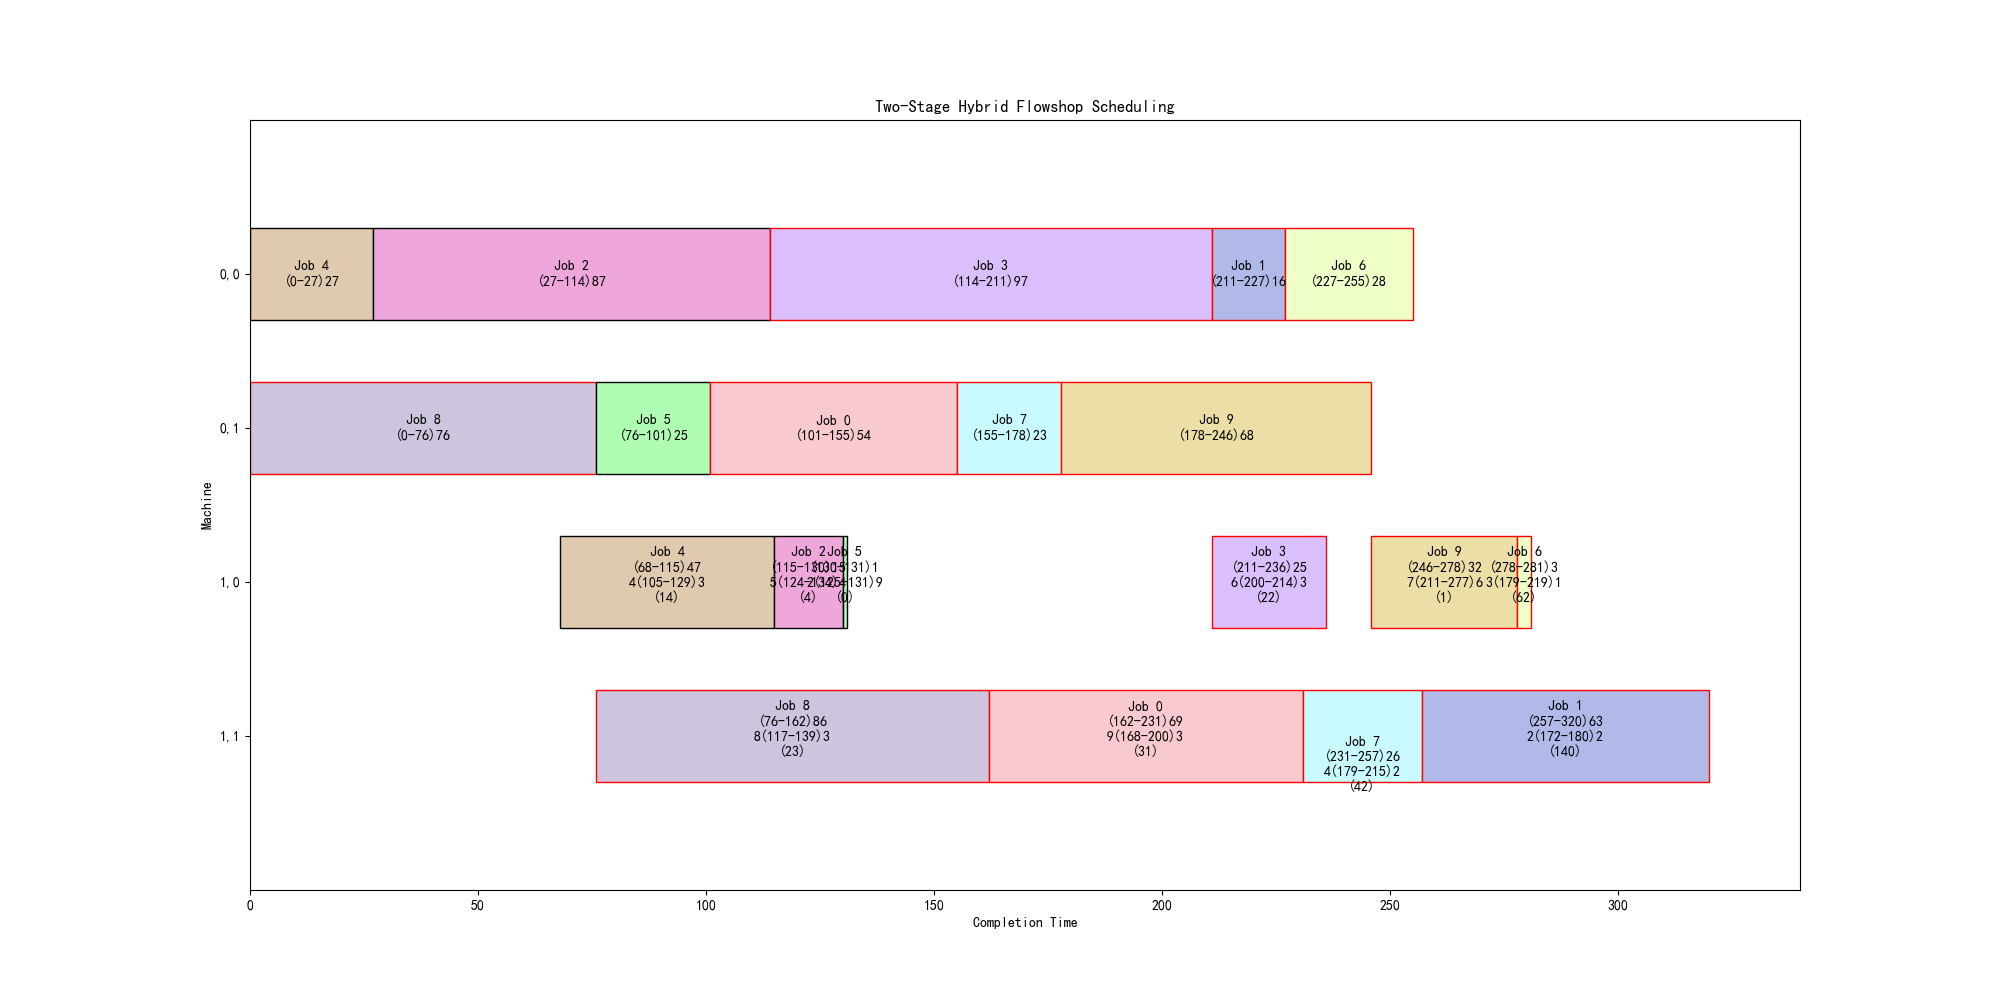 Two-Stage Hybrid Flowshop Scheduling
Machine
0,0
Job 4
(0-27)27
Job 2
(27-114)87
Job 3
(114-211)97
Job 1
(211-227)16
Job 6
(227-255)28
0,1
Job 8
(0-76)76
Job 5
(76-101)25
Job 0
(101-155)54
Job 7
(155-178)23
Job 9
(178-246)68
1,0
Job 4
(68-115)47
4(105-129)3
(14)
Job 2
(115-130)15
(4)
Job 5
(130-131)1
(0)
Job 3
(211-236)25
6(200-214)3
(22)
Job 9
(246-278)32
7(211-277)6
(1)
Job 6
(278-281)3
3(179-219)1
(62)
1,1
Job 8
(76-162)86
8(117-139)3
(23)
Job 0
(162-231)69
9(168-200)3
(31)
Job 7
(231-257)26
4(179-215)2
(42)
Job 1
(257-320)63
2(172-180)2
(140)
0
50
100
150
200
250
300
Completion Time